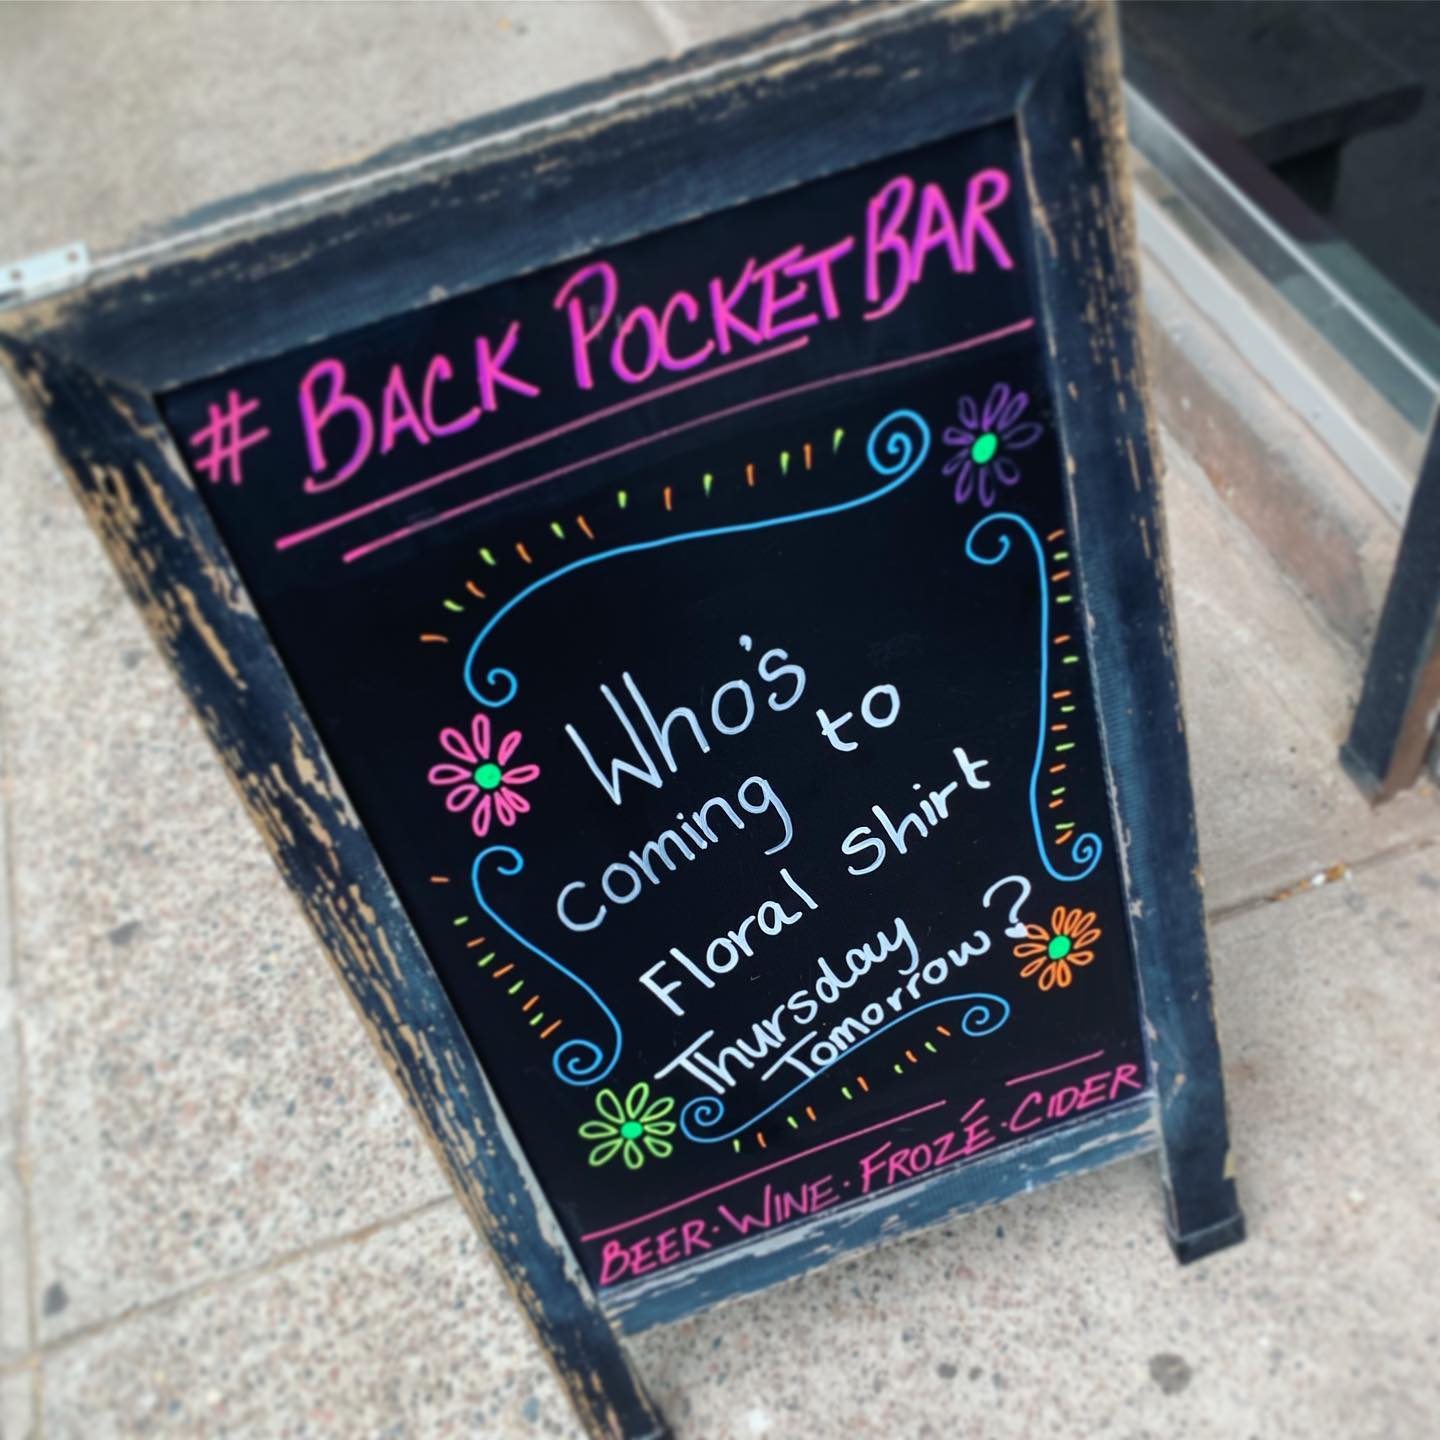 # BACK POCKET BAR
Who's
coming to
Floral Shirt
Thursday
Tomorrow?
BEER · WINE · FROZÉ · CIDER